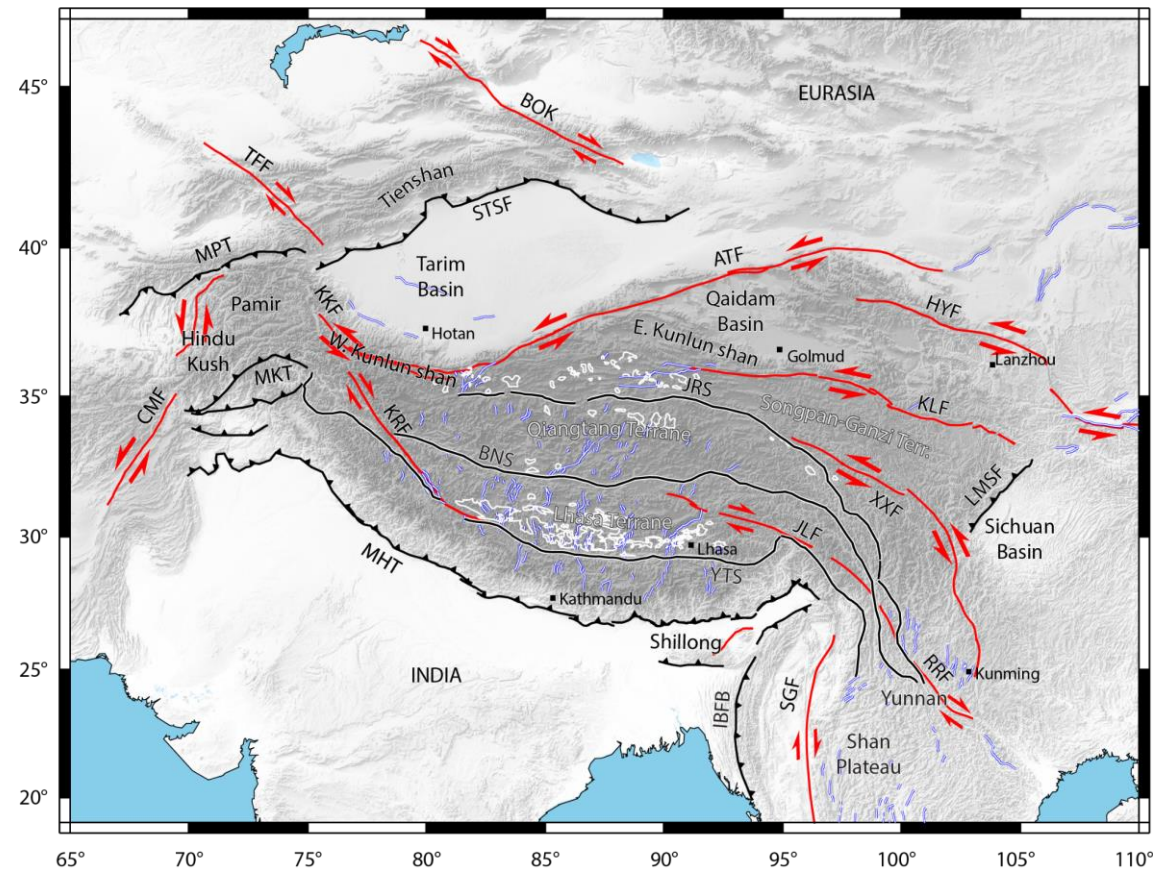 45°
40°
35°
30°
25°
20°
65°
70°
75°
80°
85°
90°
95°
100°
105°
110°
EURASIA
BOK
TFF
Tienshan
STSF
MPT
ATF
Tarim
Basin
Pamir
KKF
Qaidam
Basin
HYF
Hotan
Hindu
Kush
W. Kunlun shan
E. Kunlun shan
Golmud
Lanzhou
MKT
JRS
CMF
KRF
KLF
Songpan-Ganzi Terr.
Qiangtang Terrane
BNS
LMSF
XXF
Sichuan
Basin
Lhasa Terrane
JLF
Lhasa
MHT
YTS
Kathmandu
Shillong
INDIA
RRF
Kunming
IBFB
SGF
Yunnan
Shan
Plateau